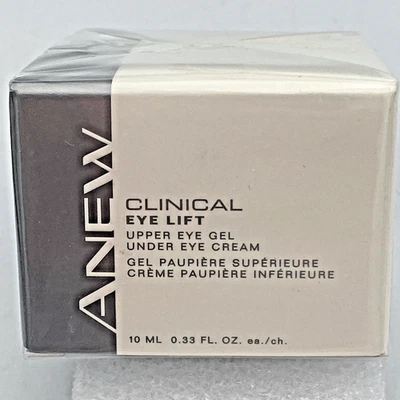 ANEW
CLINICAL
EYE LIFT
UPPER EYE GEL
UNDER EYE CREAM
GEL PAUPIÈRE SUPÉRIEURE
CRÈME PAUPIÈRE INFÉRIEURE
10 ML 0.33 FL. OZ. ea./ch.